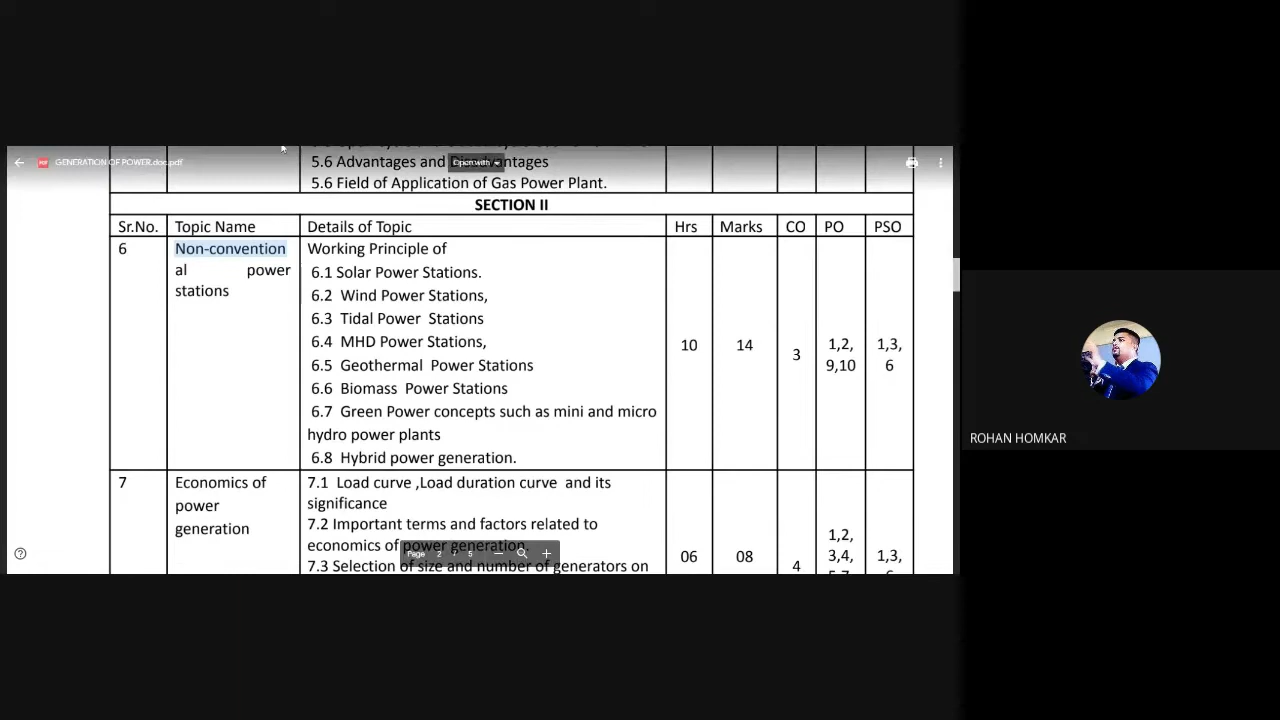 GENERATION OF POWER.doc.pdf
Open with
5.6 Advantages and Disadvantages
5.6 Field of Application of Gas Power Plant.
SECTION II
Sr.No. Topic Name Details of Topic Hrs Marks CO PO PSO
6 Non-convention Working Principle of
al power 6.1 Solar Power Stations.
stations 6.2 Wind Power Stations,
6.3 Tidal Power Stations
6.4 MHD Power Stations, 10 14 3 1,2, 1,3,
6.5 Geothermal Power Stations 9,10 6
6.6 Biomass Power Stations
6.7 Green Power concepts such as mini and micro
hydro power plants
6.8 Hybrid power generation.
7 Economics of 7.1 Load curve ,Load duration curve and its
power significance
generation 7.2 Important terms and factors related to
economics of power generation. 1,2,
7.3 Selection of size and number of generators on 06 08 4 3,4, 1,3,
Page 2 / 5
ROHAN HOMKAR